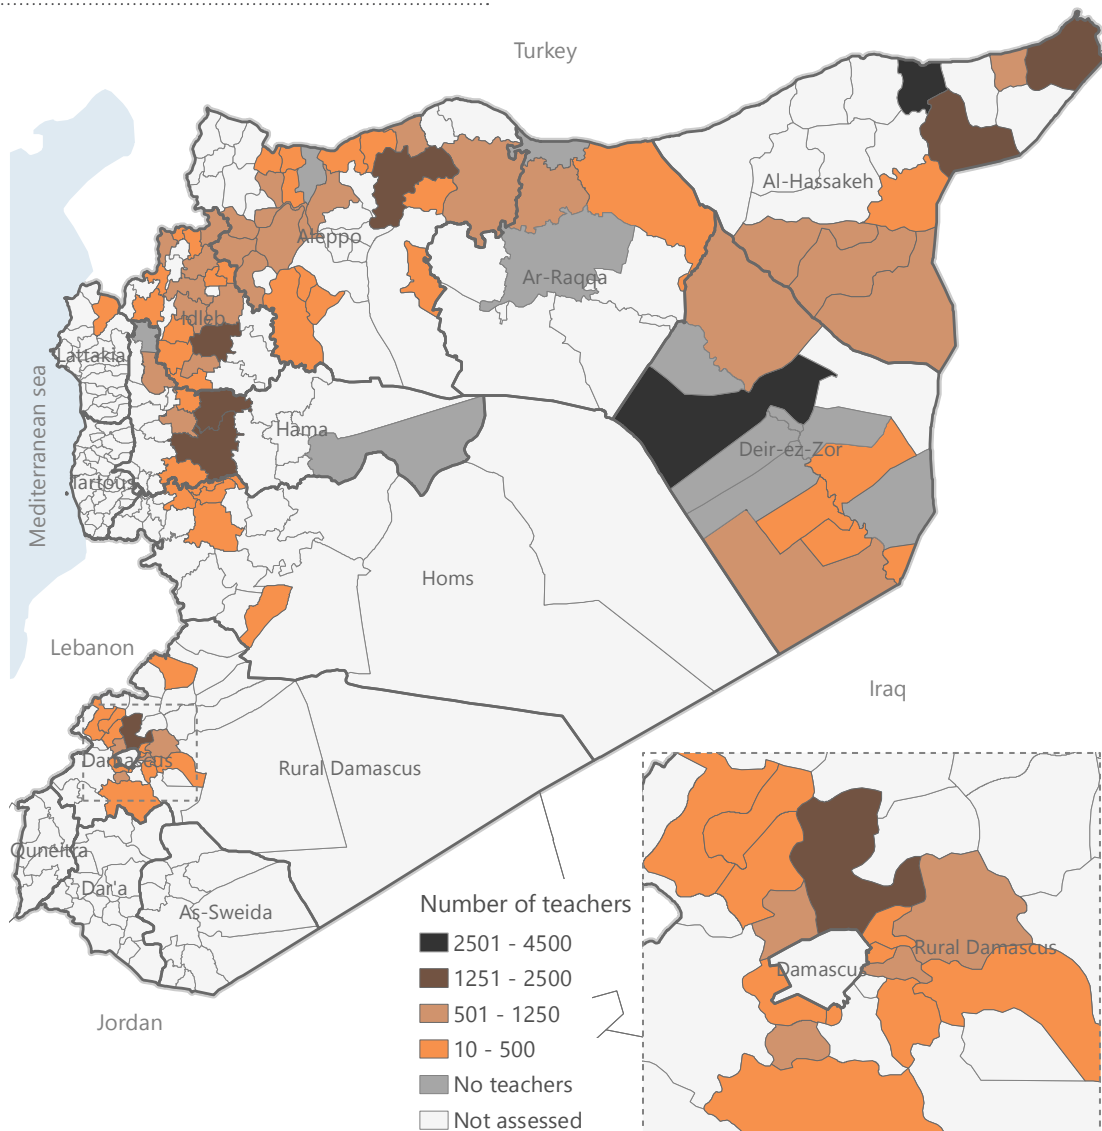 Turkey
Al-Hassakeh
Aleppo
Ar-Raqqa
Idleb
Lattakia
Mediterranean sea
Hama
Deir-ez-Zor
Tartous
Homs
Lebanon
Iraq
Damascus
Rural Damascus
Quneitra
Dar'a
As-Sweida
Jordan
Number of teachers
2501 - 4500
1251 - 2500
501 - 1250
10 - 500
No teachers
Not assessed
Rural Damascus
Damascus